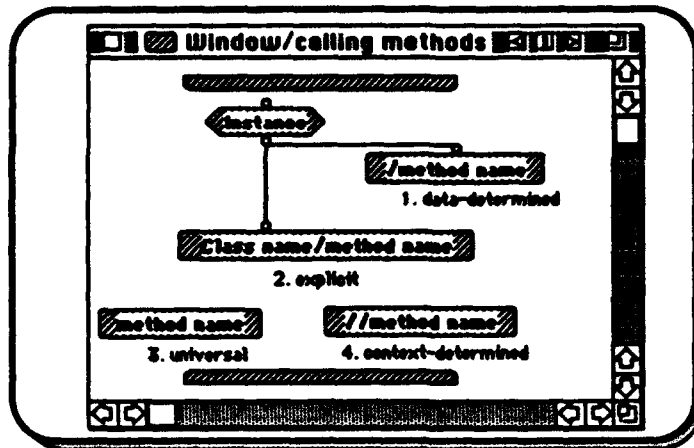 Window/calling methods
Instance
/method name
1. data-determined
Class name/method name
2. explicit
method name
//method name
3. universal
4. context-determined